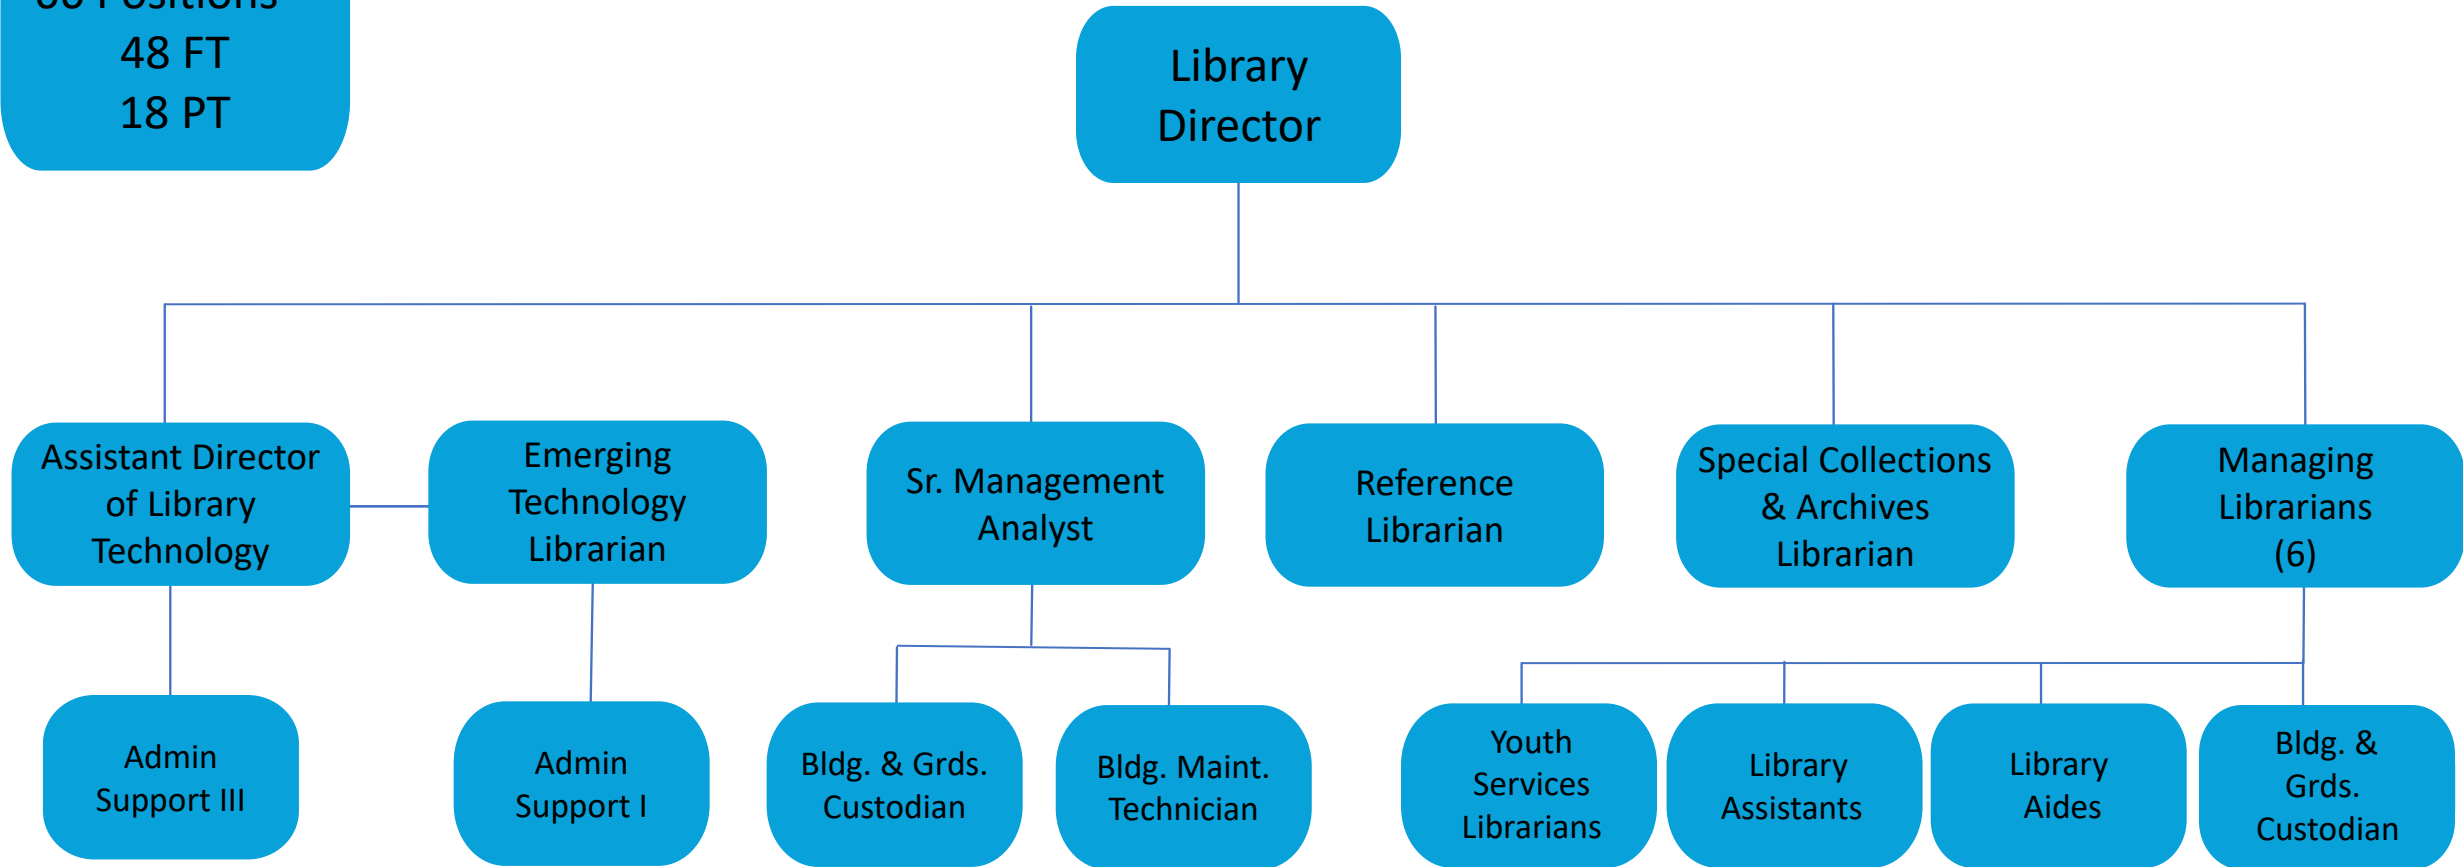 66 Positions
48 FT
18 PT
Library
Director
Assistant Director
of Library
Technology
Emerging
Technology
Librarian
Sr. Management
Analyst
Reference
Librarian
Special Collections
& Archives
Librarian
Managing
Librarians
(6)
Admin
Support III
Admin
Support I
Bldg. & Grds.
Custodian
Bldg. Maint.
Technician
Youth
Services
Librarians
Library
Assistants
Library
Aides
Bldg. &
Grds.
Custodian